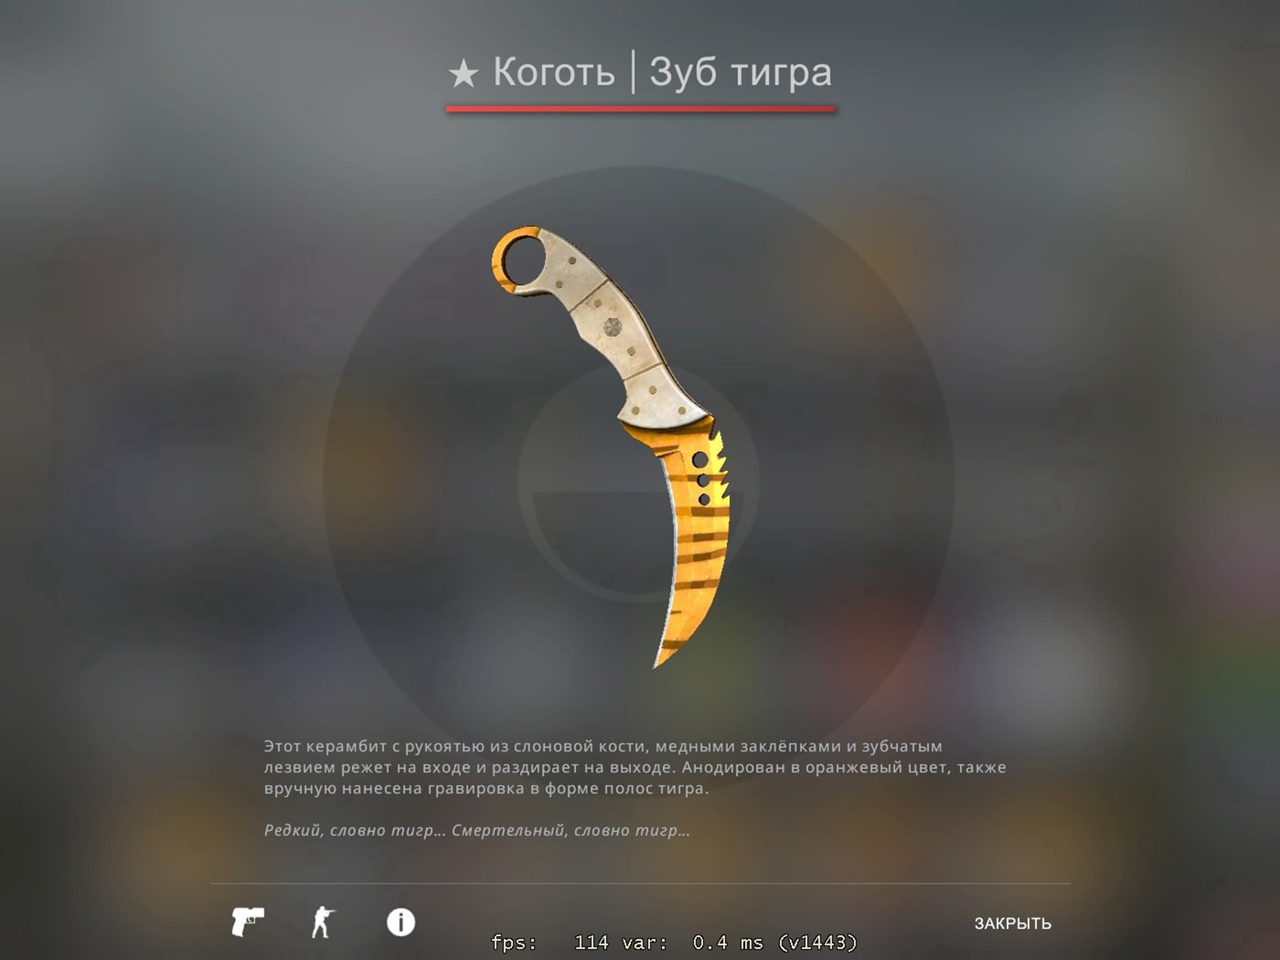 ★ Коготь | Зуб тигра
Этот керамбит с рукоятью из слоновой кости, медными заклёпками и зубчатым
лезвием режет на входе и раздирает на выходе. Анодирован в оранжевый цвет, также
вручную нанесена гравировка в форме полос тигра.
Редкий, словно тигр... Смертельный, словно тигр...
ЗАКРЫТЬ
fps: 114 var: 0.4 ms (v1443)